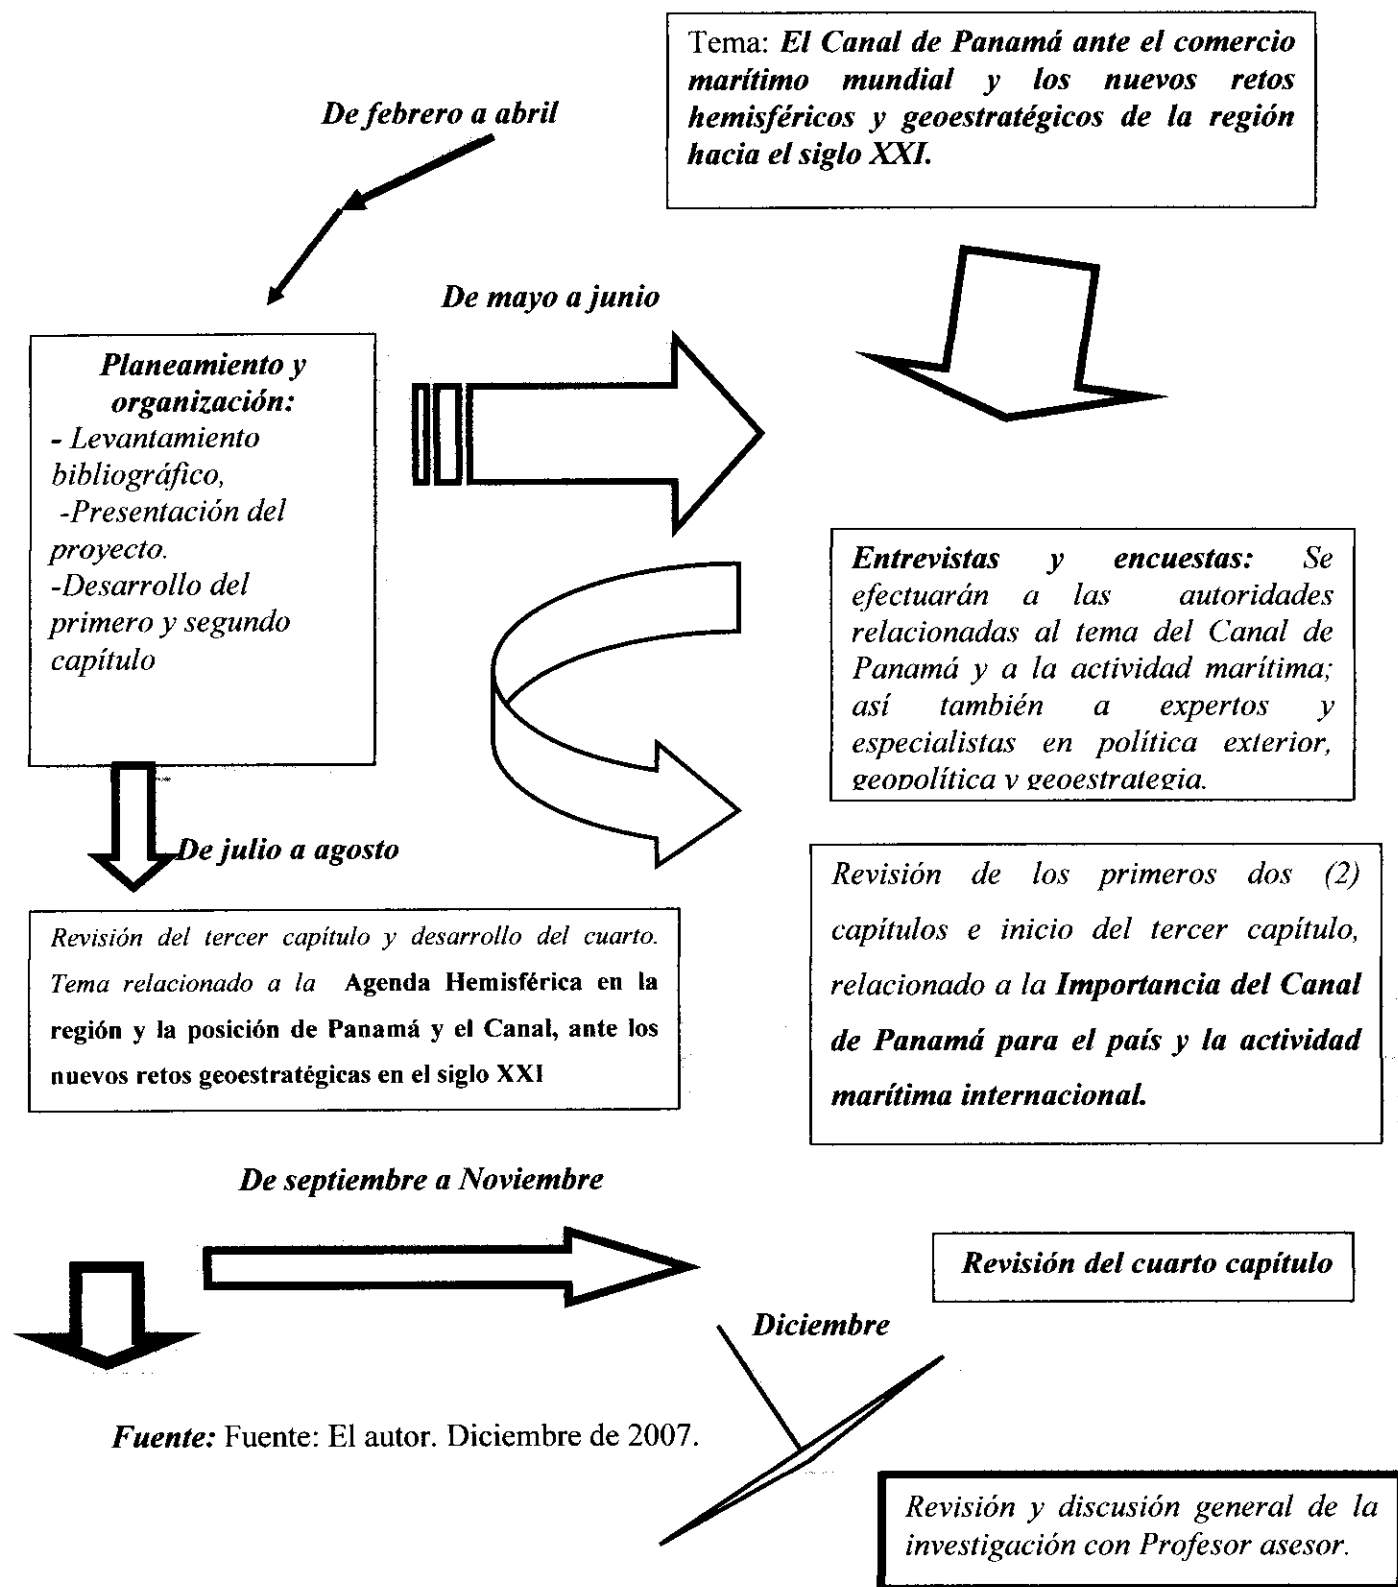 Tema: El Canal de Panamá ante el comercio
marítimo mundial y los nuevos retos
hemisféricos y geoestratégicos de la región
hacia el siglo XXI.
De febrero a abril
De mayo a junio
Planeamiento y
organización:
- Levantamiento
bibliográfico,
-Presentación del
proyecto.
-Desarrollo del
primero y segundo
capítulo
Entrevistas y encuestas: Se
efectuarán a las autoridades
relacionadas al tema del Canal de
Panamá y a la actividad marítima;
así también a expertos y
especialistas en política exterior,
geopolítica y geoestrategia.
De julio a agosto
Revisión de los primeros dos (2)
capítulos e inicio del tercer capítulo,
relacionado a la Importancia del Canal
de Panamá para el país y la actividad
marítima internacional.
Revisión del tercer capítulo y desarrollo del cuarto.
Tema relacionado a la Agenda Hemisférica en la
región y la posición de Panamá y el Canal, ante los
nuevos retos geoestratégicas en el siglo XXI
De septiembre a Noviembre
Revisión del cuarto capítulo
Diciembre
Fuente: Fuente: El autor. Diciembre de 2007.
Revisión y discusión general de la
investigación con Profesor asesor.